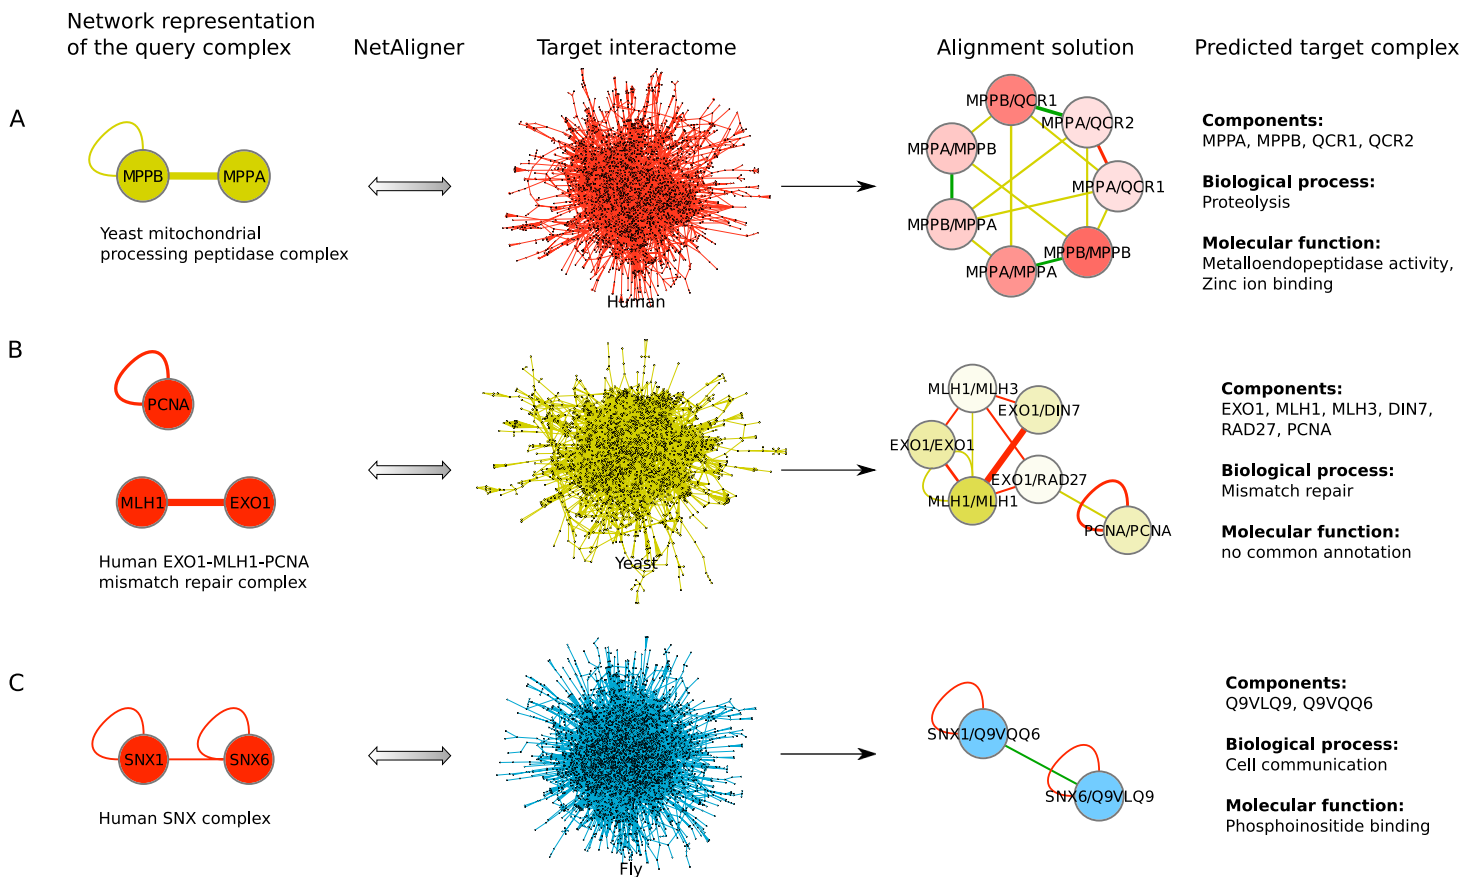 Network representation
of the query complex
NetAligner
Target interactome
Alignment solution
Predicted target complex
A
MPPB
MPPA
Yeast mitochondrial
processing peptidase complex
Human
MPPB/QCR1
MPPA/QCR2
MPPA/MPPB
MPPA/QCR1
MPPB/MPPA
MPPB/MPPB
MPPA/MPPA
Components:
MPPA, MPPB, QCR1, QCR2
Biological process:
Proteolysis
Molecular function:
Metalloendopeptidase activity,
Zinc ion binding
B
PCNA
MLH1
EXO1
Human EXO1-MLH1-PCNA
mismatch repair complex
Yeast
MLH1/MLH3
EXO1/DIN7
EXO1/EXO1
EXO1/RAD27
MLH1/MLH1
PCNA/PCNA
Components:
EXO1, MLH1, MLH3, DIN7,
RAD27, PCNA
Biological process:
Mismatch repair
Molecular function:
no common annotation
C
SNX1
SNX6
Human SNX complex
Fly
SNX1/Q9VQQ6
SNX6/Q9VLQ9
Components:
Q9VLQ9, Q9VQQ6
Biological process:
Cell communication
Molecular function:
Phosphoinositide binding